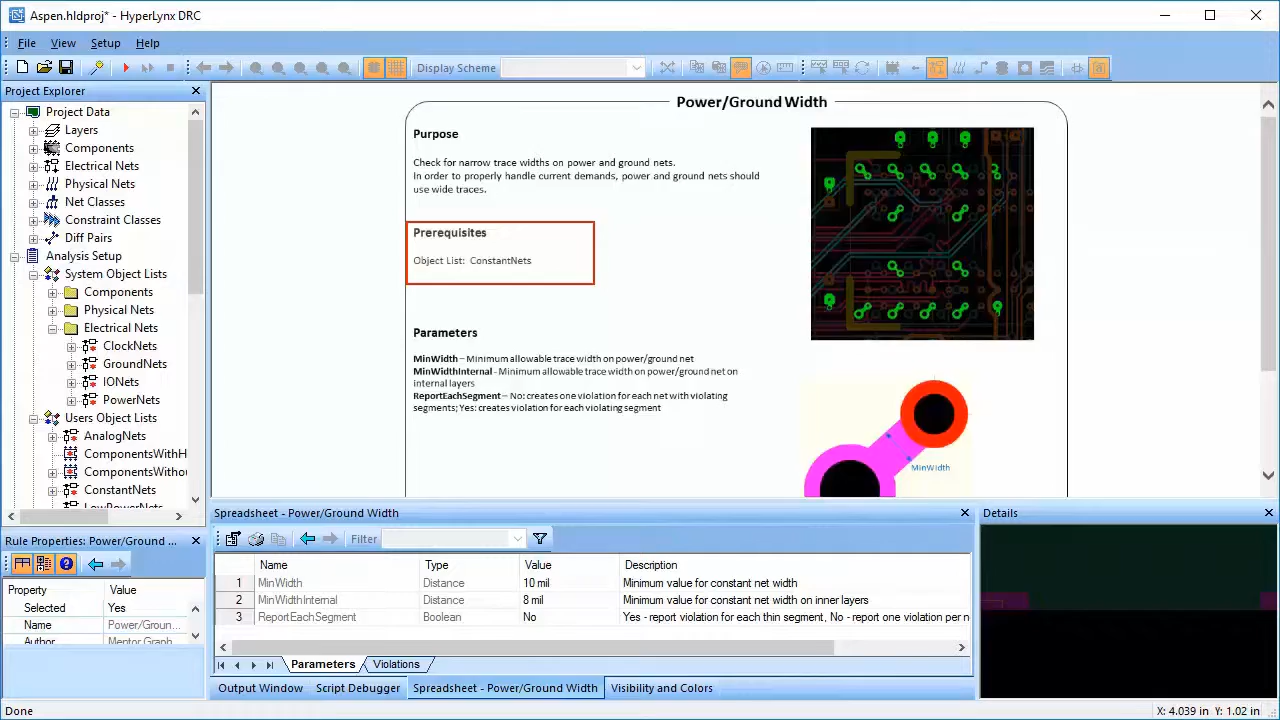 Aspen.hldproj* - HyperLynx DRC
File View Setup Help
Display Scheme
Project Explorer
Project Data
Layers
Components
Electrical Nets
Physical Nets
Net Classes
Constraint Classes
Diff Pairs
Analysis Setup
System Object Lists
Components
Physical Nets
Electrical Nets
ClockNets
GroundNets
IONets
PowerNets
Users Object Lists
AnalogNets
ComponentsWithH
ComponentsWithou
ConstantNets
LowPowerNets
Power/Ground Width
Purpose
Check for narrow trace widths on power and ground nets.
In order to properly handle current demands, power and ground nets should
use wide traces.
Prerequisites
Object List: ConstantNets
Parameters
MinWidth – Minimum allowable trace width on power/ground net
MinWidthInternal - Minimum allowable trace width on power/ground net on
internal layers
ReportEachSegment – No: creates one violation for each net with violating
segments; Yes: creates violation for each violating segment
MinWidth
Rule Properties: Power/Ground ...
Property Value
Selected Yes
Name Power/Groun...
Author Mentor Graph
Spreadsheet - Power/Ground Width
Filter
Name Type Value Description
1 MinWidth Distance 10 mil Minimum value for constant net width
2 MinWidthInternal Distance 8 mil Minimum value for constant net width on inner layers
3 ReportEachSegment Boolean No Yes - report violation for each thin segment, No - report one violation per n
Parameters Violations
Output Window Script Debugger Spreadsheet - Power/Ground Width Visibility and Colors
Details
Done X: 4.039 in Y: 1.02 in